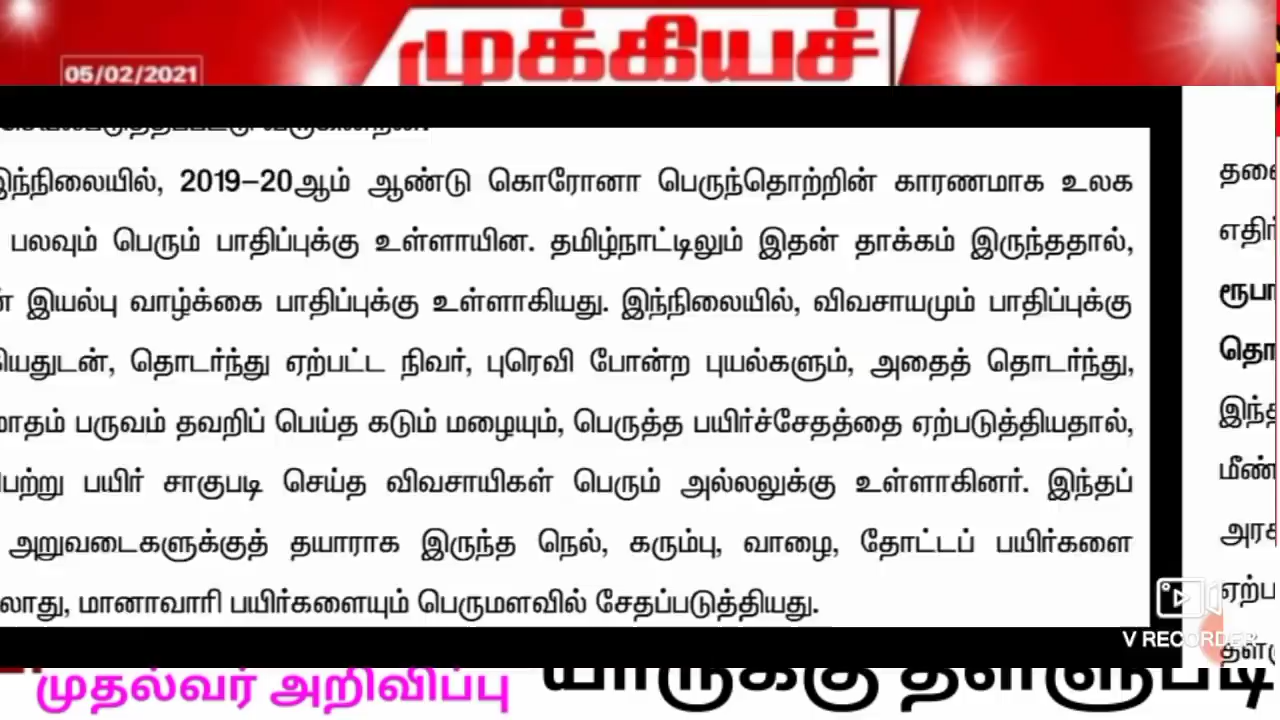 முக்கியச்
05/02/2021
இந்நிலையில், 2019-20ஆம் ஆண்டு கொரோனா பெருந்தொற்றின் காரணமாக உலக
பலவும் பெரும் பாதிப்புக்கு உள்ளாயின. தமிழ்நாட்டிலும் இதன் தாக்கம் இருந்ததால்,
இயல்பு வாழ்க்கை பாதிப்புக்கு உள்ளாகியது. இந்நிலையில், விவசாயமும் பாதிப்புக்கு
தொடர்ந்து ஏற்பட்ட நிவர், புரெவி போன்ற புயல்களும், அதைத் தொடர்ந்து,
பருவம் தவறிப் பெய்த கடும் மழையும், பெருத்த பயிர்ச்சேதத்தை ஏற்படுத்தியதால்,
பயிர் சாகுபடி செய்த விவசாயிகள் பெரும் அல்லலுக்கு உள்ளாகினர். இந்தப்
அறுவடைகளுக்குத் தயாராக இருந்த நெல், கரும்பு, வாழை, தோட்டப் பயிர்களை
மானாவாரி பயிர்களையும் பெருமளவில் சேதப்படுத்தியது.
V RECORDER
முதல்வர் அறிவிப்பு யாருக்கு தள்ளுபடி